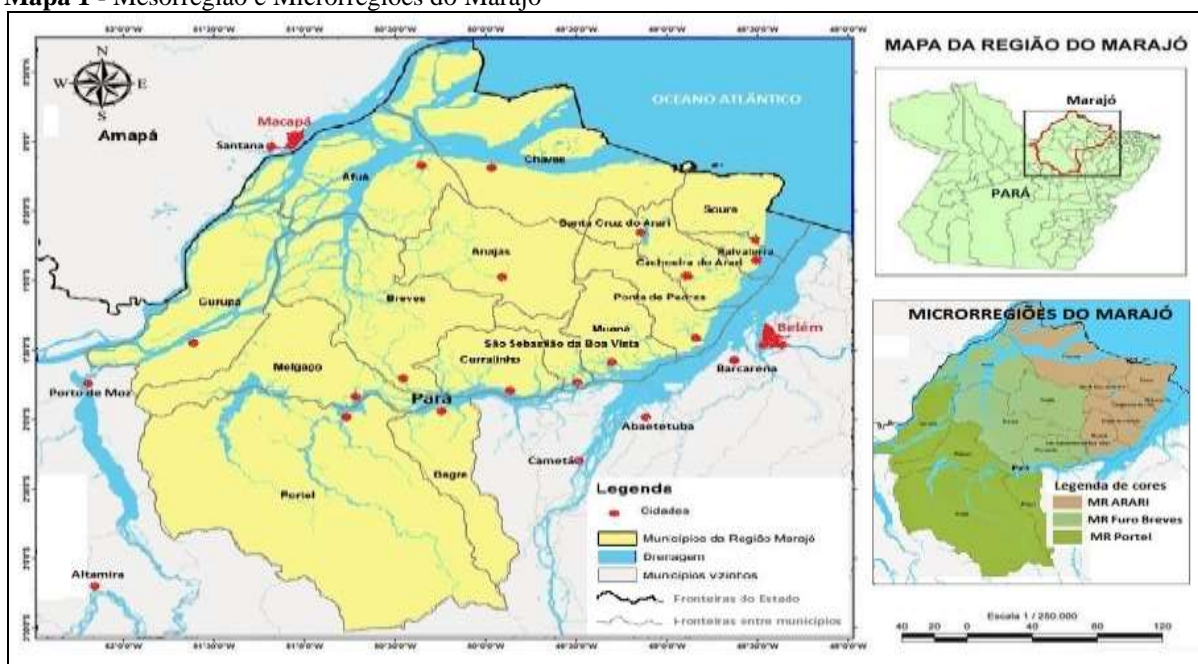 Mapa 1 - Mesorregião e Microrregiões do Marajó
N
W
E
S
Amapá
Macapá
Santana
OCEANO ATLÂNTICO
Chaves
Afuá
Soure
Santa Cruz do Arari
Anajas
Salvaterra
Cachoeira do Arari
Gurupá
Breves
Ponta de Pedras
Muaná
Belém
São Sebastião da Boa Vista
Curralinho
Melgaço
Barcarena
Porto de Moz
Pará
Abaetetuba
Cametá
Bagre
Portel
Altamira
Legenda
Cidades
Municípios da Região Marajó
Drenagem
Municípios Vzinhos
Fronteiras do Estado
Fronteiras entre municípios
MAPA DA REGIÃO DO MARAJÓ
Marajó
PARÁ
MICRORREGIÕES DO MARAJÓ
Pará
Legenda de cores
MR ARARI
MR Furo Breves
MR Portel
Escala 1 / 250.000
40 20 0 40 80 120